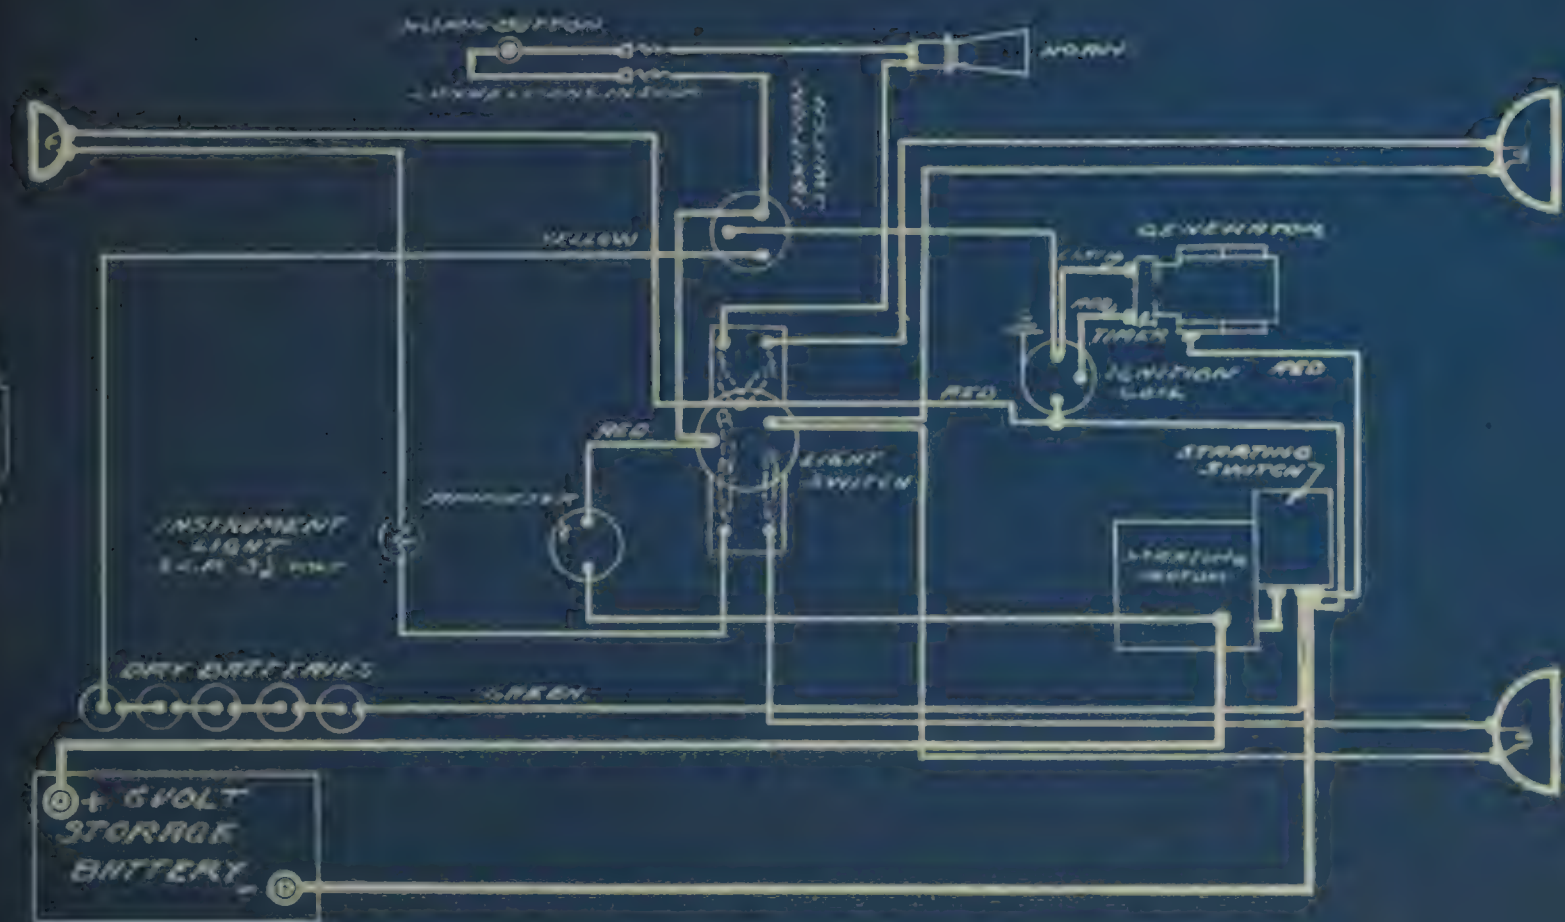 HORN BUTTON
HORN
IGNITION
SWITCH
YELLOW
GENERATOR
RED
TIMER
IGNITION
COIL
RED
RED
RED
LIGHT
SWITCH
STARTING
SWITCH
AMMETER
INSTRUMENT
LIGHT
STARTING
MOTOR
DRY BATTERIES
GREEN
+ 6 VOLT
STORAGE
BATTERY -